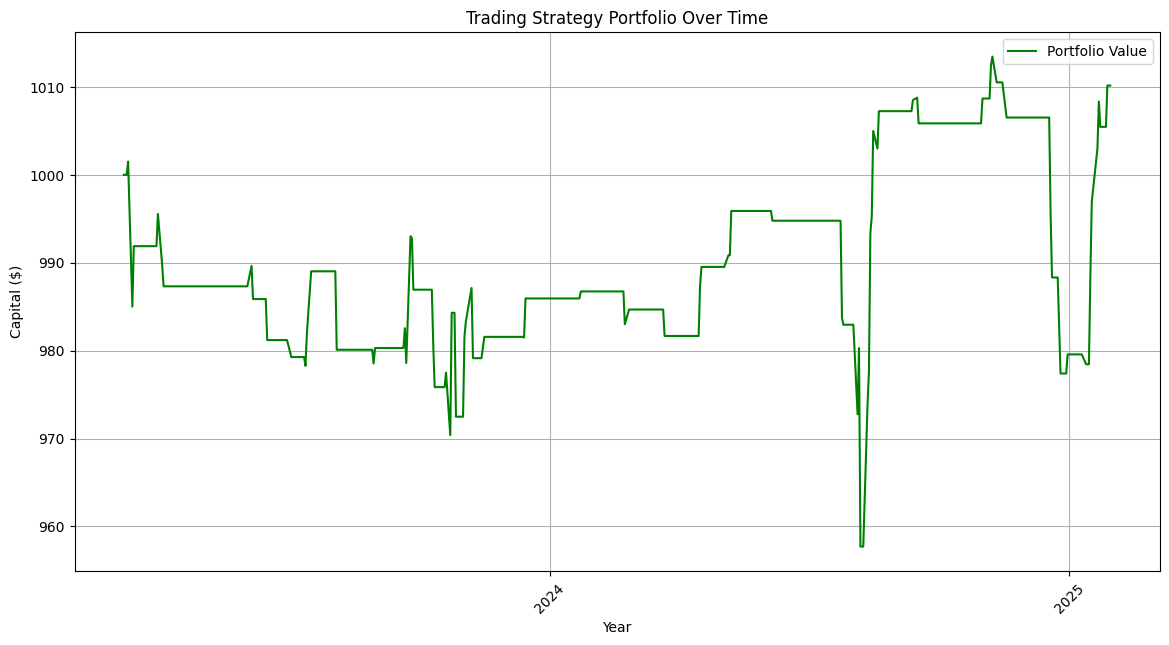 Trading Strategy Portfolio Over Time
Portfolio Value
Capital ($)
1010
1000
990
980
970
960
2024
2025
Year